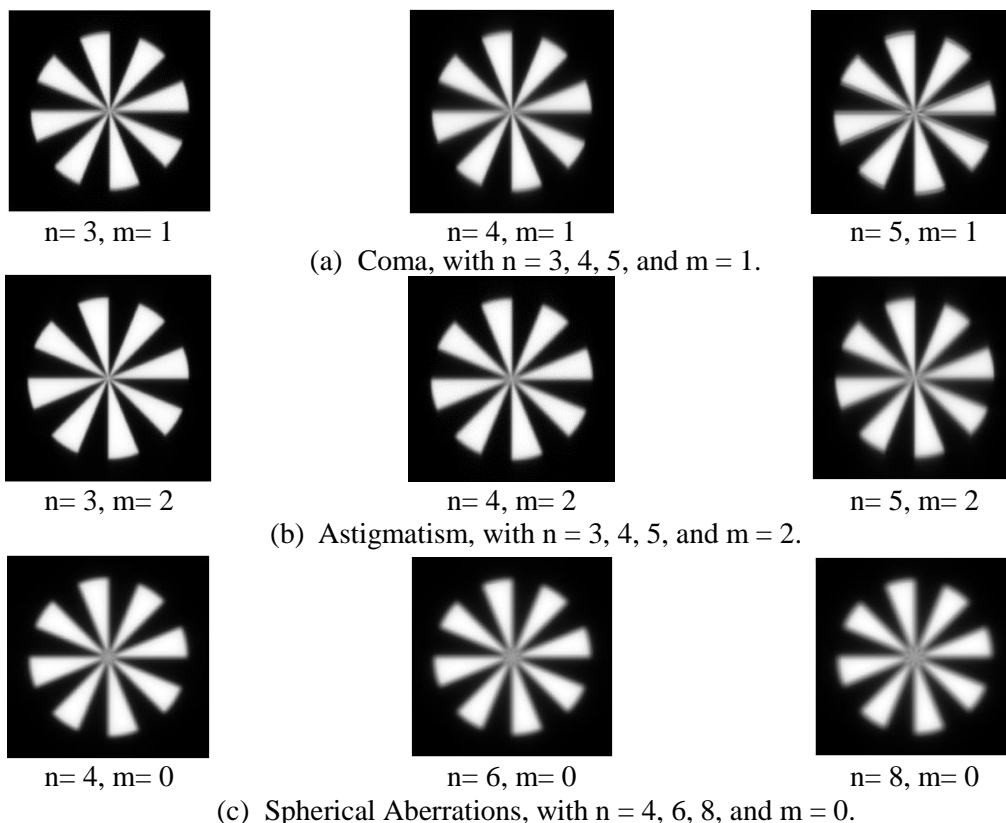 n= 3, m= 1 n= 4, m= 1 n= 5, m= 1
(a) Coma, with n = 3, 4, 5, and m = 1.
n= 3, m= 2 n= 4, m= 2 n= 5, m= 2
(b) Astigmatism, with n = 3, 4, 5, and m = 2.
n= 4, m= 0 n= 6, m= 0 n= 8, m= 0
(c) Spherical Aberrations, with n = 4, 6, 8, and m = 0.